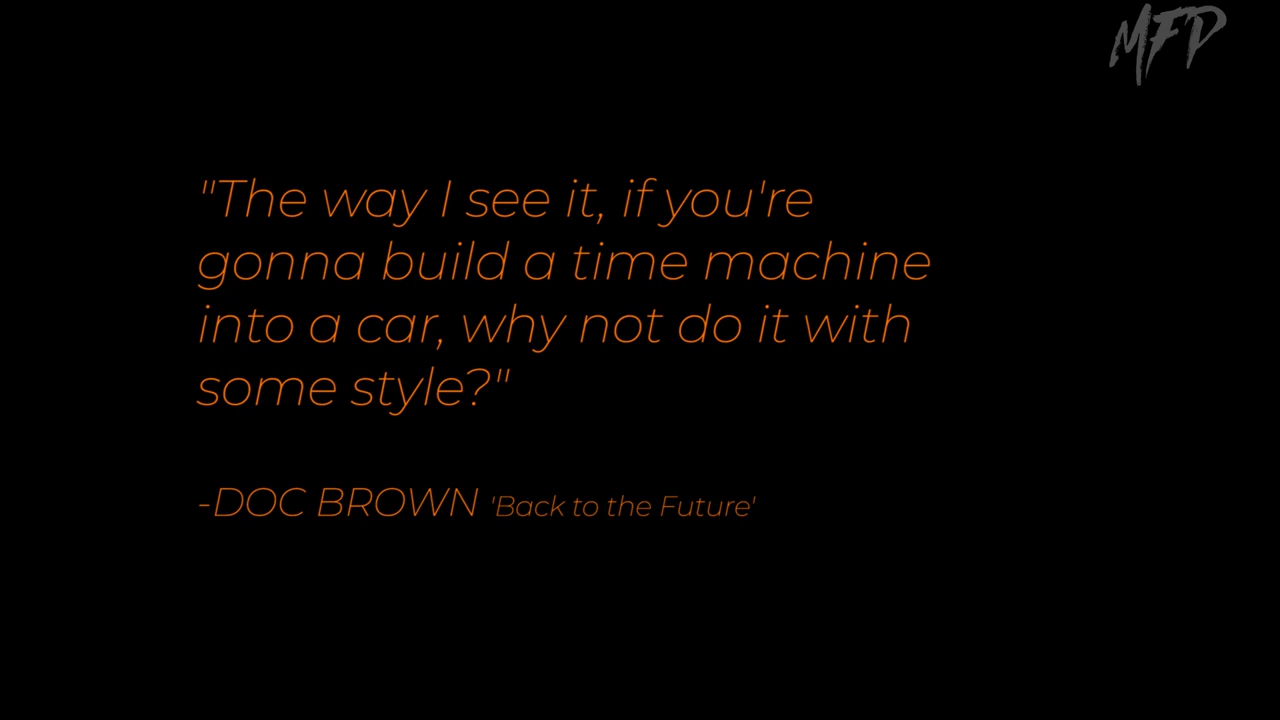 MFP
"The way I see it, if you're
gonna build a time machine
into a car, why not do it with
some style?"
-DOC BROWN 'Back to the Future'